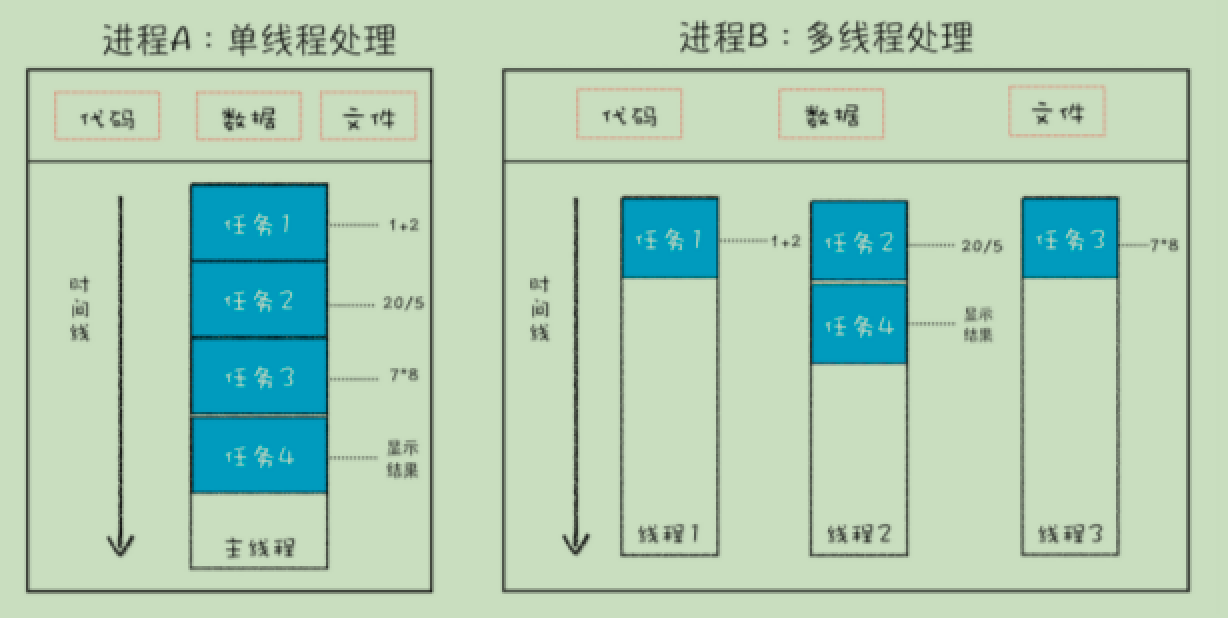 进程A：单线程处理
代码
数据
文件
时
间
线
任务1
1+2
任务2
20/5
任务3
7*8
任务4
显示
结果
主线程
进程B：多线程处理
代码
数据
文件
时
间
线
任务1
1+2
任务2
20/5
任务3
7*8
任务4
显示
结果
线程1
线程2
线程3